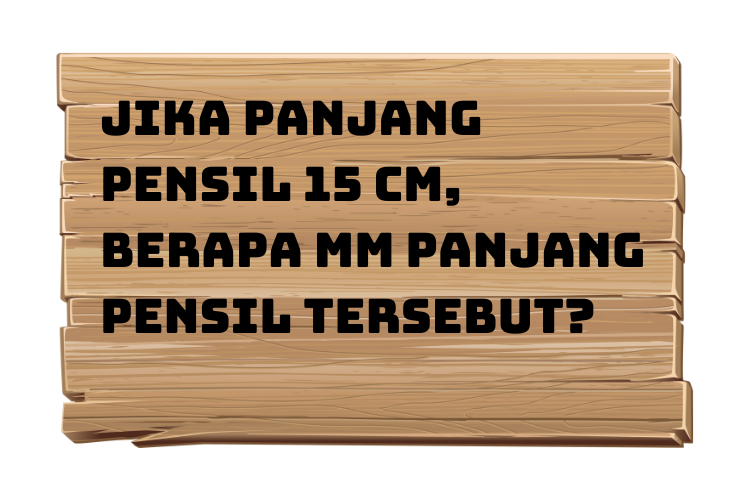 JIKA PANJANG
PENSIL 15 CM,
BERAPA MM PANJANG
PENSIL TERSEBUT?